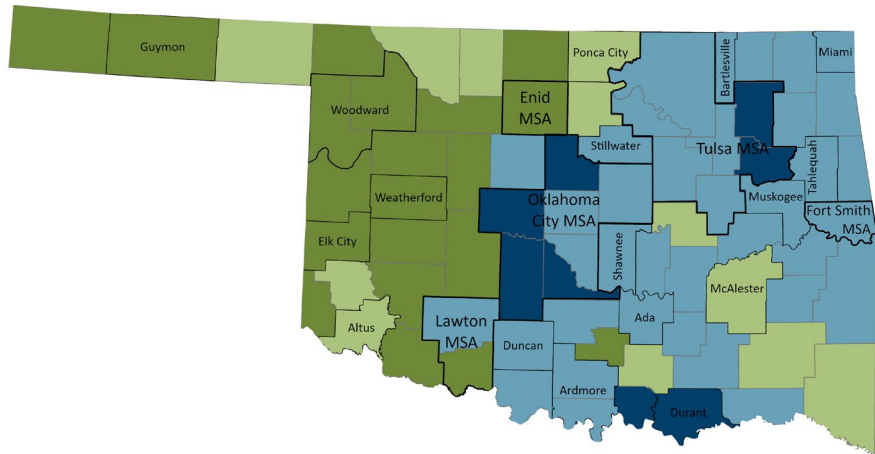 Guymon
Ponca City
Bartlesville
Miami
Woodward
Enid
MSA
Stillwater
Tulsa MSA
Tahlequah
Weatherford
Oklahoma
City MSA
Muskogee
Fort Smith
MSA
Elk City
Shawnee
McAlester
Altus
Lawton
MSA
Ada
Duncan
Ardmore
Durant